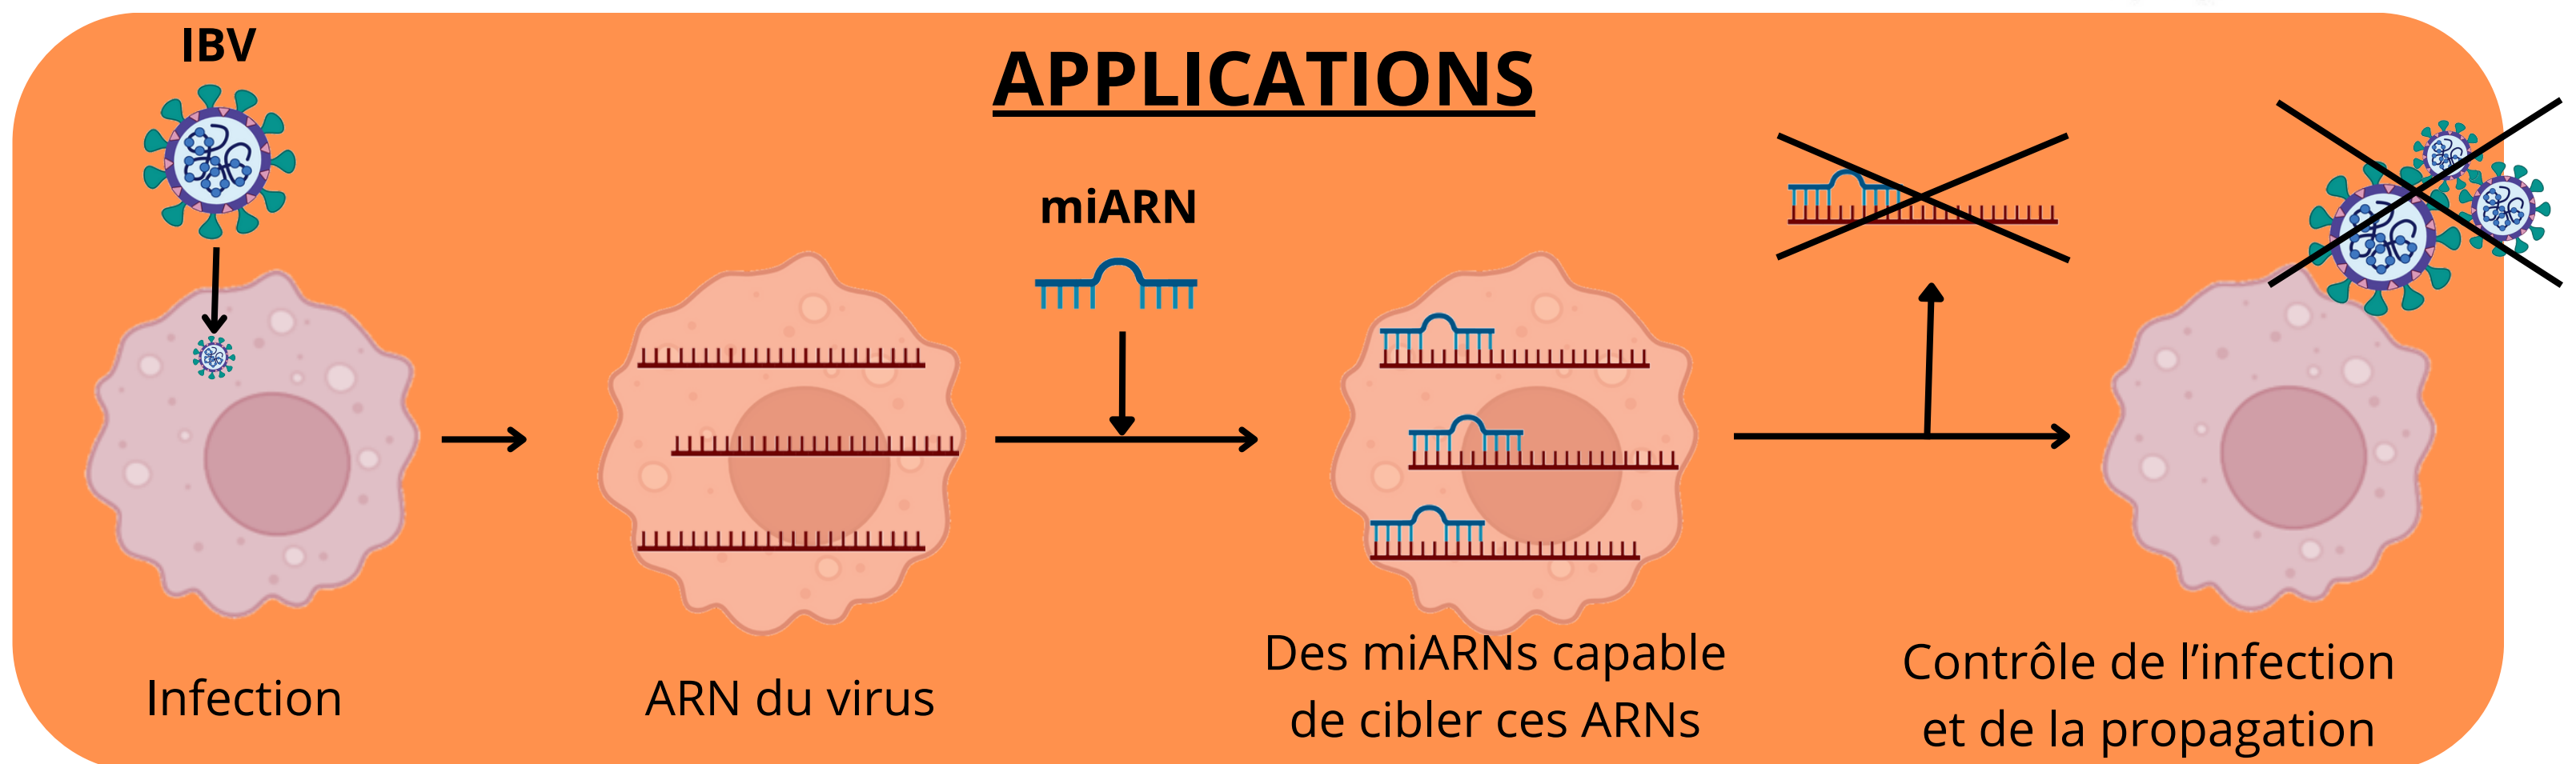 IBV
APPLICATIONS
miARN
Infection
ARN du virus
Des miARNs capable
de cibler ces ARNs
Contrôle de l'infection
et de la propagation